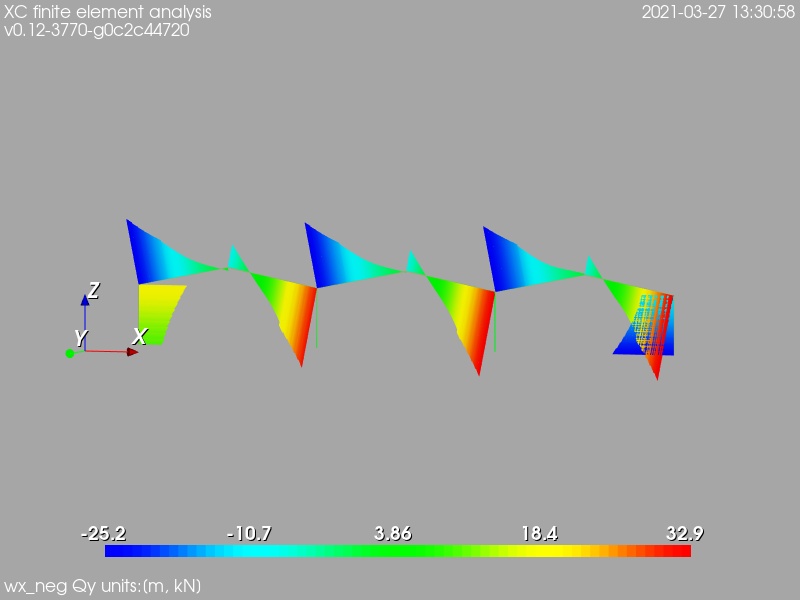 XC finite element analysis
v0.12-3770-g0c2c44720
2021-03-27 13:30:58
Z
Y
X
-25.2 -10.7 3.86 18.4 32.9
wx_neg Qy units:[m, kN]